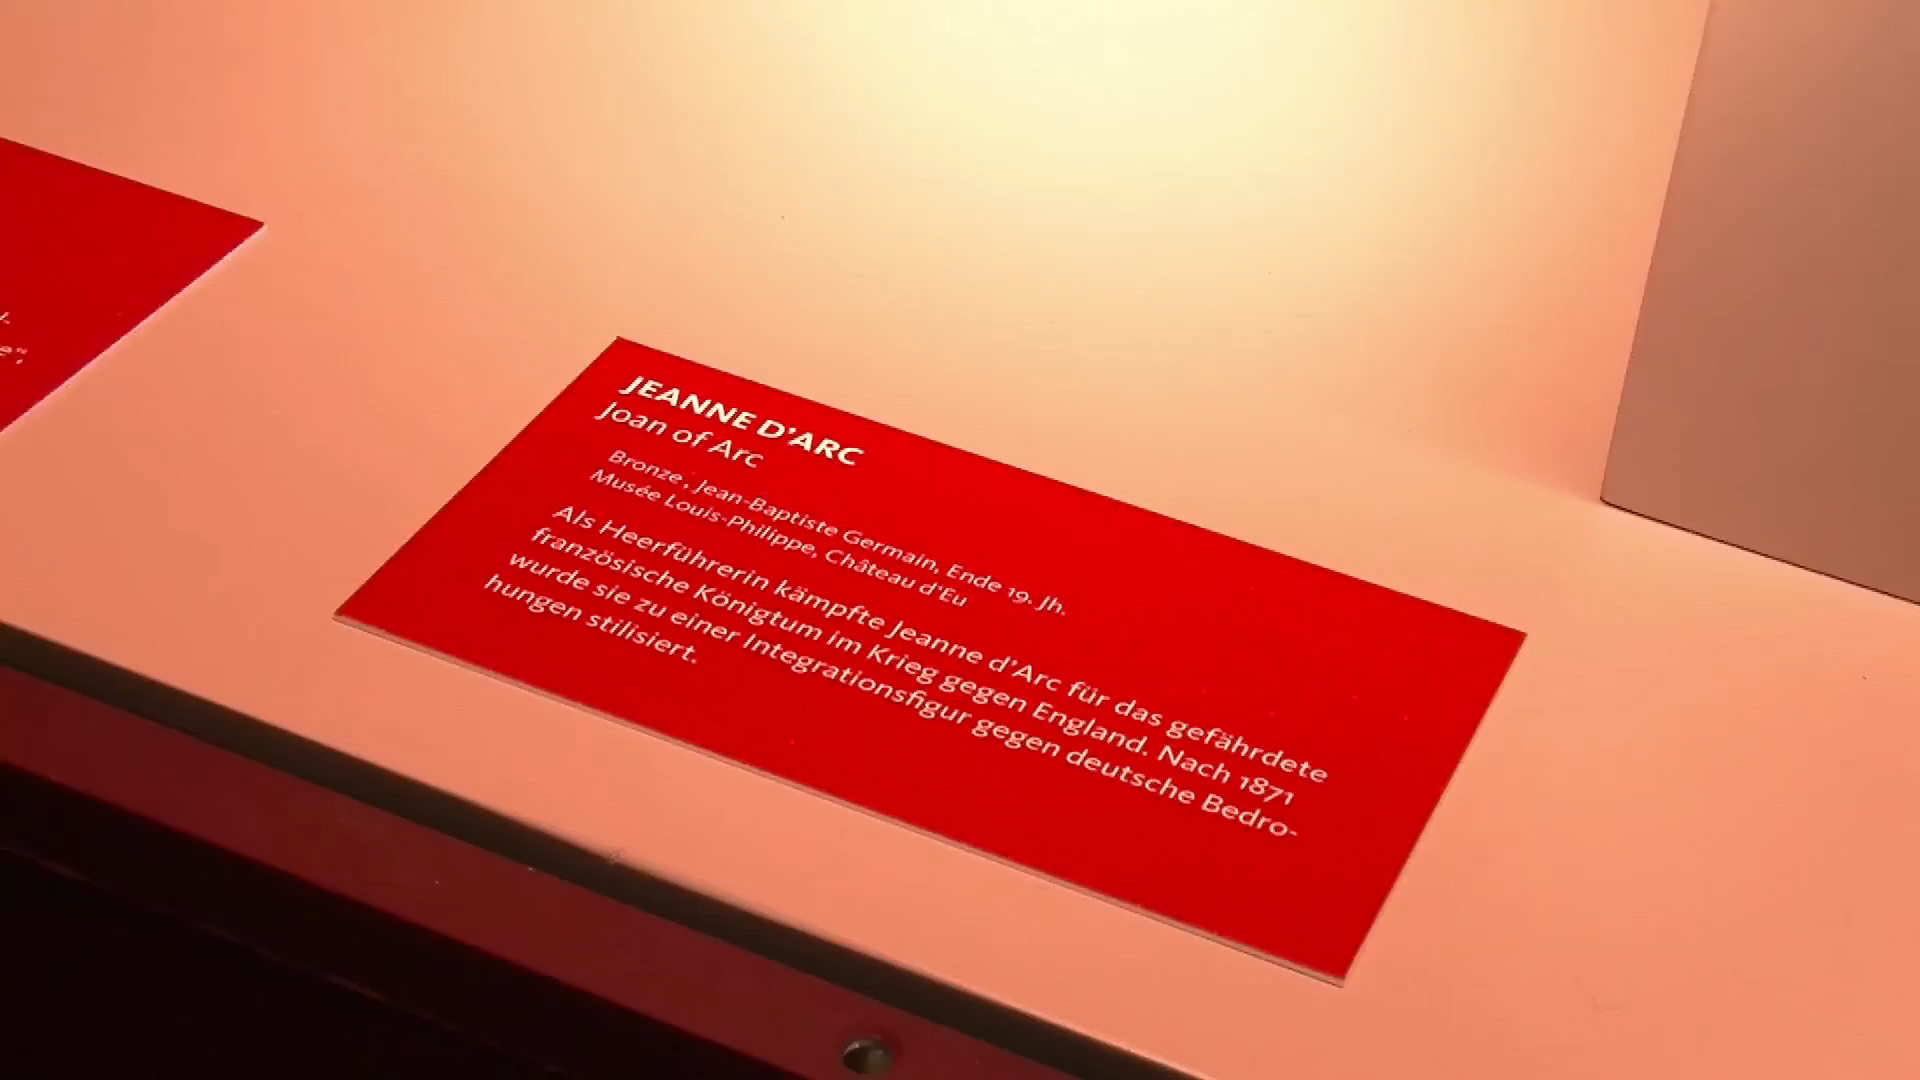 JEANNE D'ARC
Joan of Arc
Bronze, Jean-Baptiste Germain, Ende 19. Jh.
Musée Louis-Philippe, Château d'Eu
Als Heerführerin kämpfte Jeanne d'Arc für das gefährdete
französische Königtum im Krieg gegen England. Nach 1871
wurde sie zu einer Integrationsfigur gegen deutsche Bedro-
hungen stilisiert.